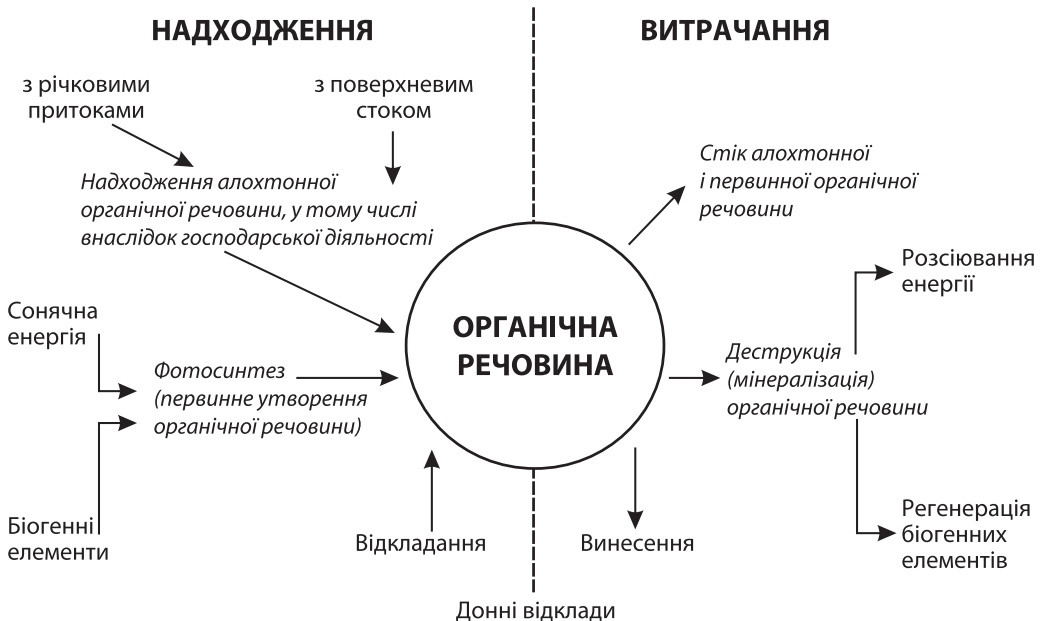 НАДХОДЖЕННЯ
ВИТРАЧАННЯ
з річковими
притоками
з поверхневим
стоком
Надходження алохтонної
органічної речовини, у тому числі
внаслідок господарської діяльності
Стік алохтонної
і первинної органічної
речовини
Розсіювання
енергії
Сонячна
енергія
ОРГАНІЧНА
РЕЧОВИНА
Фотосинтез
(первинне утворення
органічної речовини)
Деструкція
(мінералізація)
органічної речовини
Біогенні
елементи
Відкладання
Винесення
Регенерація
біогенних
елементів
Донні відклади